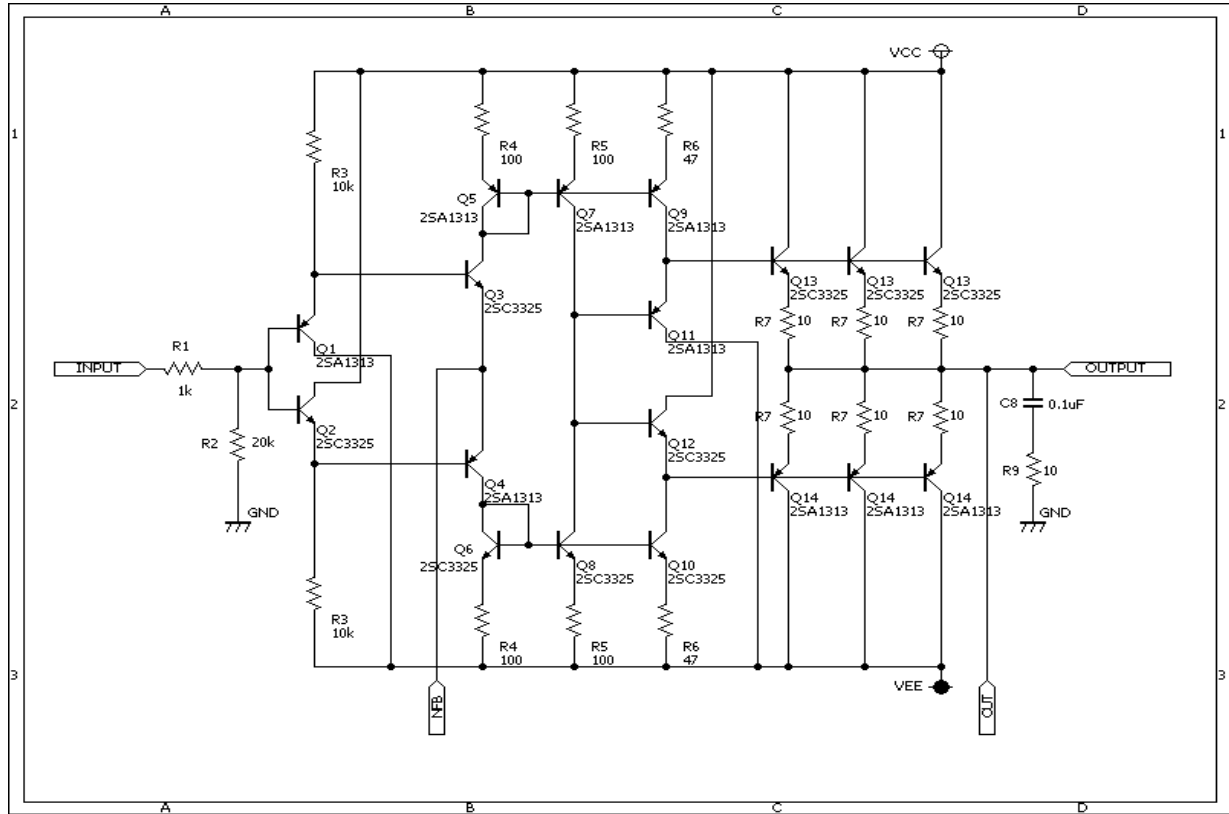 A B C D
VCC
1 1
R4
100
R5
100
R6
47
R3
10k
Q5
2SA1313
Q7
2SA1313
Q9
2SA1313
Q3
2SC3325
Q13
2SC3325
Q13
2SC3325
Q13
2SC3325
R7 10
R7 10
R7 10
Q1
2SA1313
Q11
2SA1313
INPUT
R1
1k
OUTPUT
2 2
R2 20k
Q2
2SC3325
Q12
2SC3325
R7 10
R7 10
R7 10
C8 0.1uF
R9 10
Q4
2SA1313
Q14
2SA1313
Q14
2SA1313
Q14
2SA1313
GND
GND
Q6
2SC3325
Q8
2SC3325
Q10
2SC3325
R3
10k
R4
100
R5
100
R6
47
3 3
NFB
VEE
OUT
A B C D